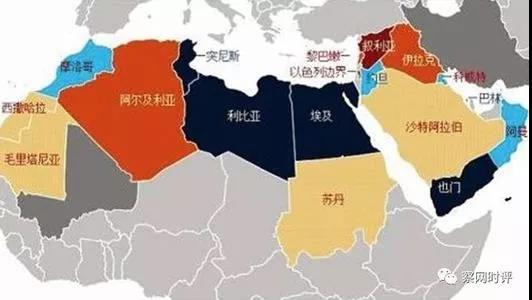 突尼斯
摩洛哥
黎巴嫩
叙利亚
伊拉克
以色列边界
约旦
科威特
西撒哈拉
阿尔及利亚
利比亚
埃及
巴林
沙特阿拉伯
阿曼
毛里塔尼亚
也门
苏丹
察网时评